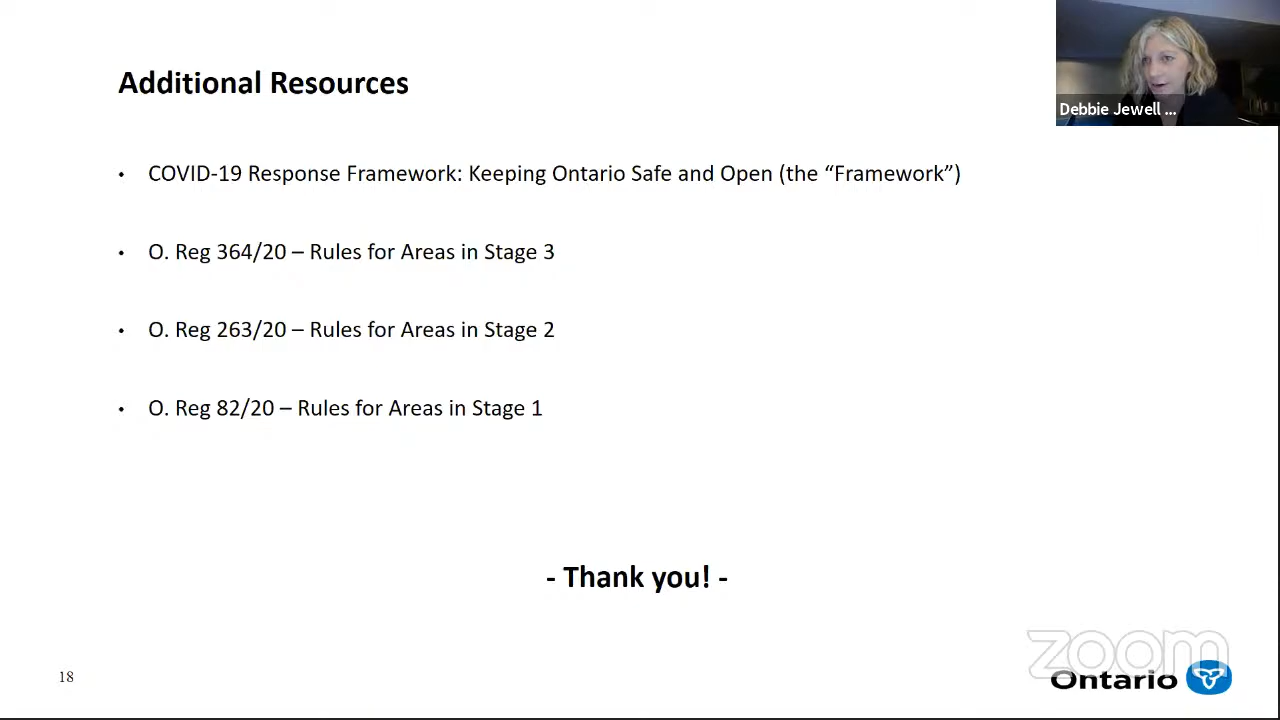 Additional Resources
Debbie Jewell ...
• COVID-19 Response Framework: Keeping Ontario Safe and Open (the “Framework”)
• O. Reg 364/20 – Rules for Areas in Stage 3
• O. Reg 263/20 – Rules for Areas in Stage 2
• O. Reg 82/20 – Rules for Areas in Stage 1
- Thank you! -
zoom
18
Ontario